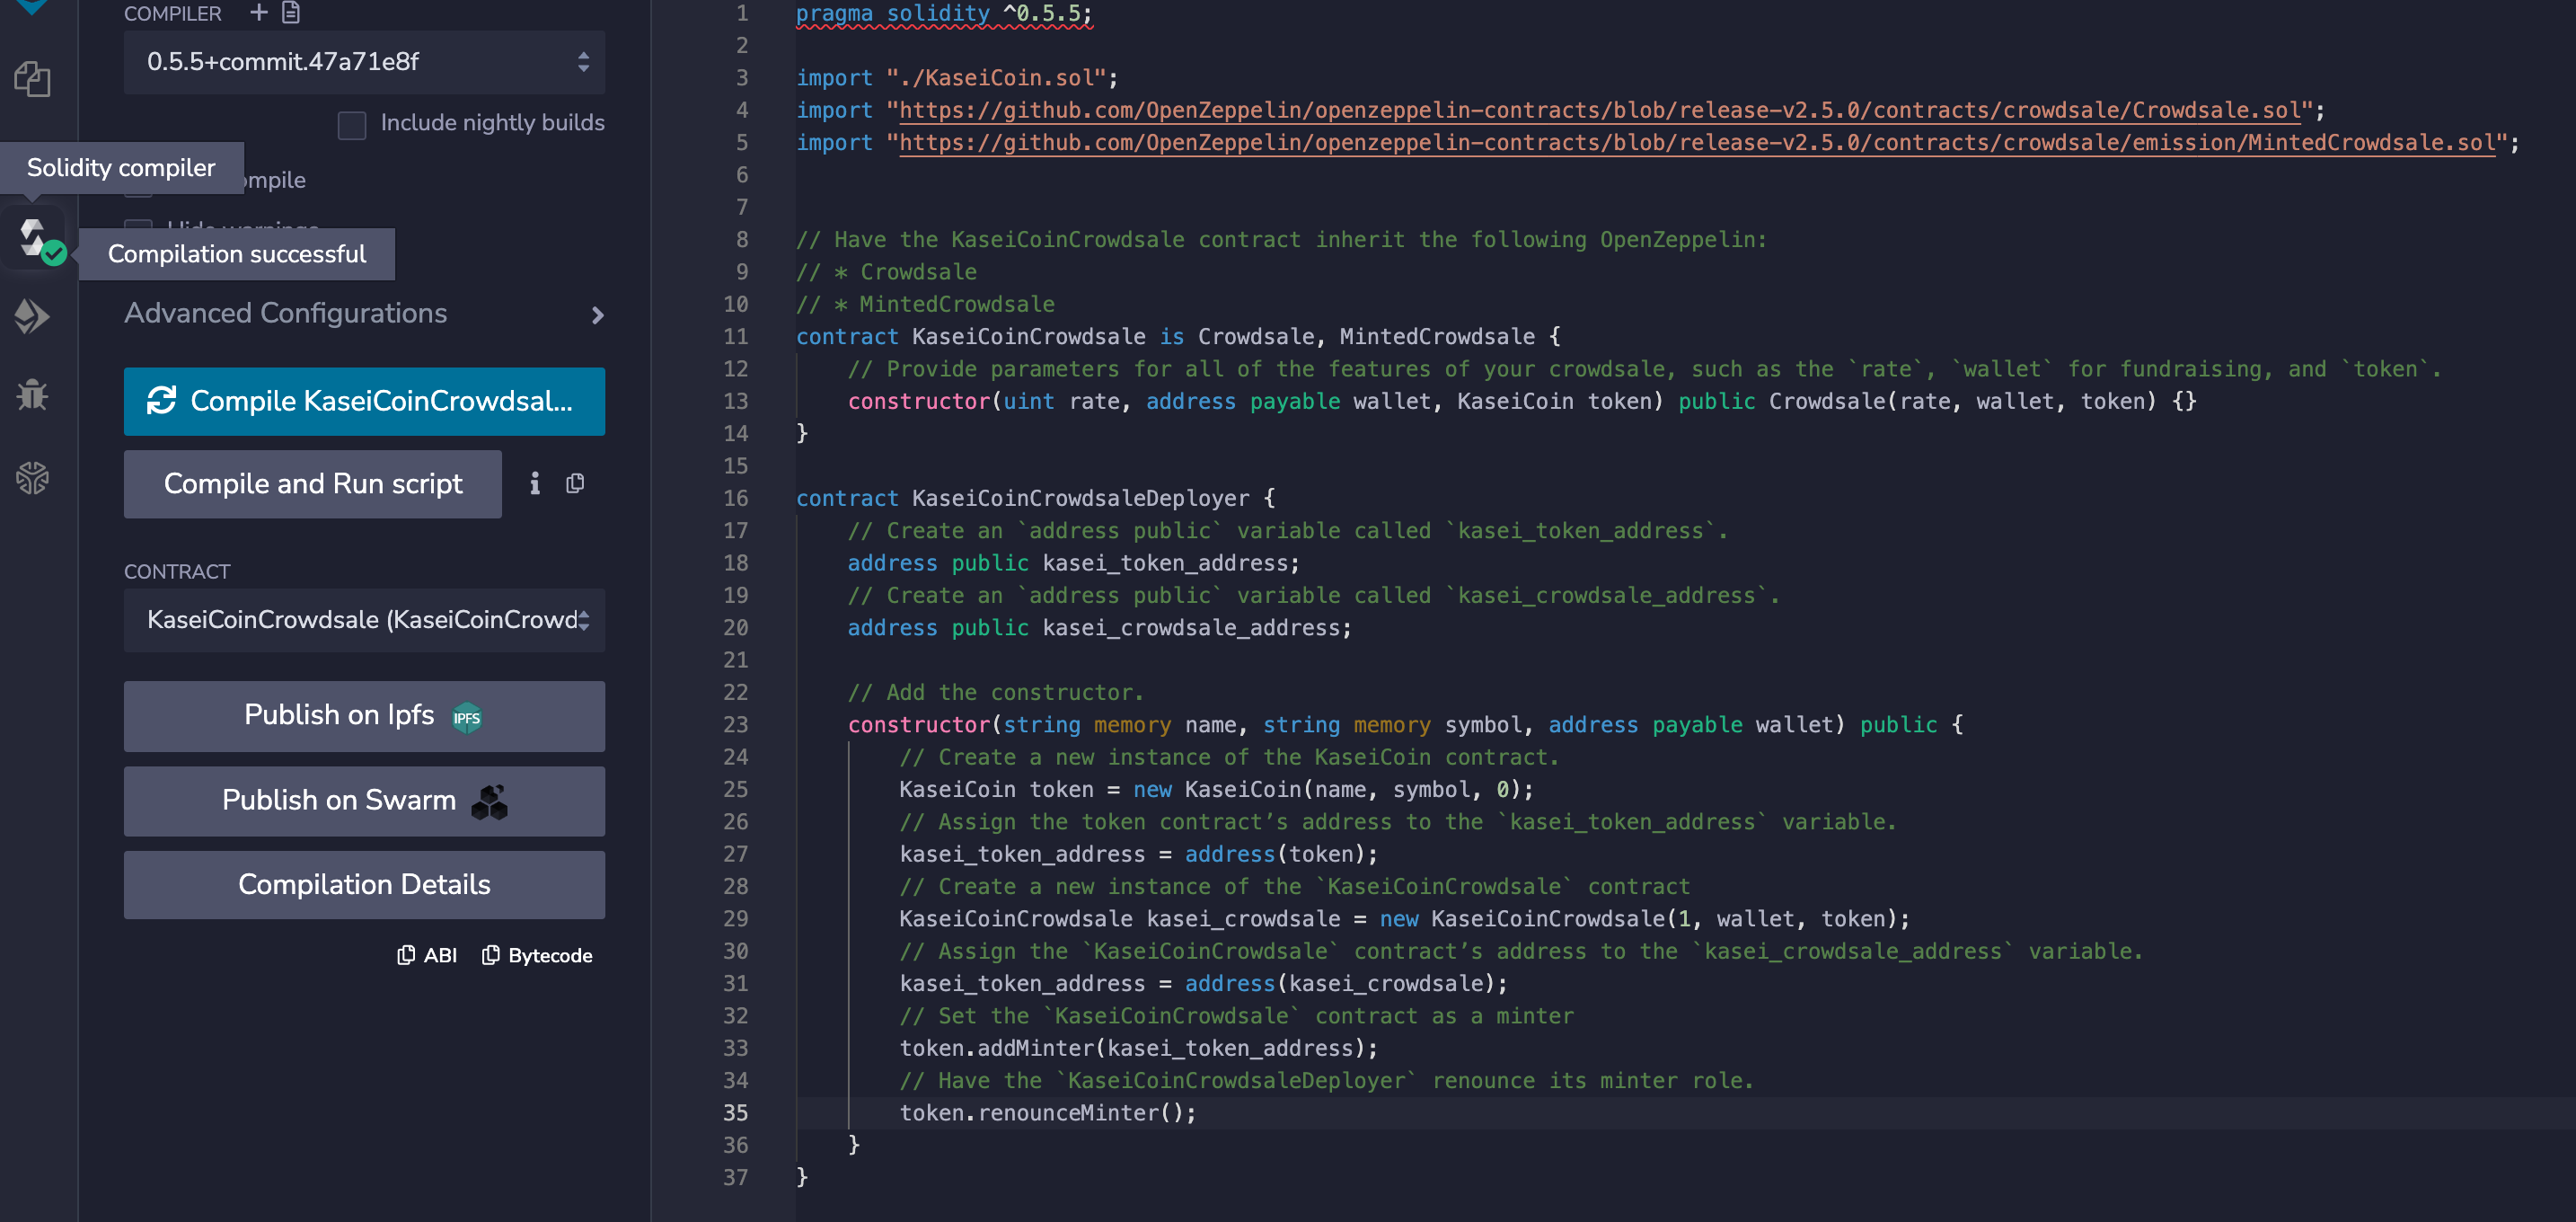 COMPILER
0.5.5+commit.47a71e8f
Include nightly builds
Solidity compiler
ompile
Compilation successful
Advanced Configurations
Compile KaseiCoinCrowdsal...
Compile and Run script
CONTRACT
KaseiCoinCrowdsale (KaseiCoinCrowd
Publish on Ipfs
IPFS
Publish on Swarm
Compilation Details
ABI Bytecode
1 pragma solidity ^0.5.5;
2
3 import "./KaseiCoin.sol";
4 import "https://github.com/OpenZeppelin/openzeppelin-contracts/blob/release-v2.5.0/contracts/crowdsale/Crowdsale.sol";
5 import "https://github.com/OpenZeppelin/openzeppelin-contracts/blob/release-v2.5.0/contracts/crowdsale/emission/MintedCrowdsale.sol";
6
7
8 // Have the KaseiCoinCrowdsale contract inherit the following OpenZeppelin:
9 // * Crowdsale
10 // * MintedCrowdsale
11 contract KaseiCoinCrowdsale is Crowdsale, MintedCrowdsale {
12 // Provide parameters for all of the features of your crowdsale, such as the `rate`, `wallet` for fundraising, and `token`.
13 constructor(uint rate, address payable wallet, KaseiCoin token) public Crowdsale(rate, wallet, token) {}
14 }
15
16 contract KaseiCoinCrowdsaleDeployer {
17 // Create an `address public` variable called `kasei_token_address`.
18 address public kasei_token_address;
19 // Create an `address public` variable called `kasei_crowdsale_address`.
20 address public kasei_crowdsale_address;
21
22 // Add the constructor.
23 constructor(string memory name, string memory symbol, address payable wallet) public {
24 // Create a new instance of the KaseiCoin contract.
25 KaseiCoin token = new KaseiCoin(name, symbol, 0);
26 // Assign the token contract’s address to the `kasei_token_address` variable.
27 kasei_token_address = address(token);
28 // Create a new instance of the `KaseiCoinCrowdsale` contract
29 KaseiCoinCrowdsale kasei_crowdsale = new KaseiCoinCrowdsale(1, wallet, token);
30 // Assign the `KaseiCoinCrowdsale` contract’s address to the `kasei_crowdsale_address` variable.
31 kasei_token_address = address(kasei_crowdsale);
32 // Set the `KaseiCoinCrowdsale` contract as a minter
33 token.addMinter(kasei_token_address);
34 // Have the `KaseiCoinCrowdsaleDeployer` renounce its minter role.
35 token.renounceMinter();
36 }
37 }